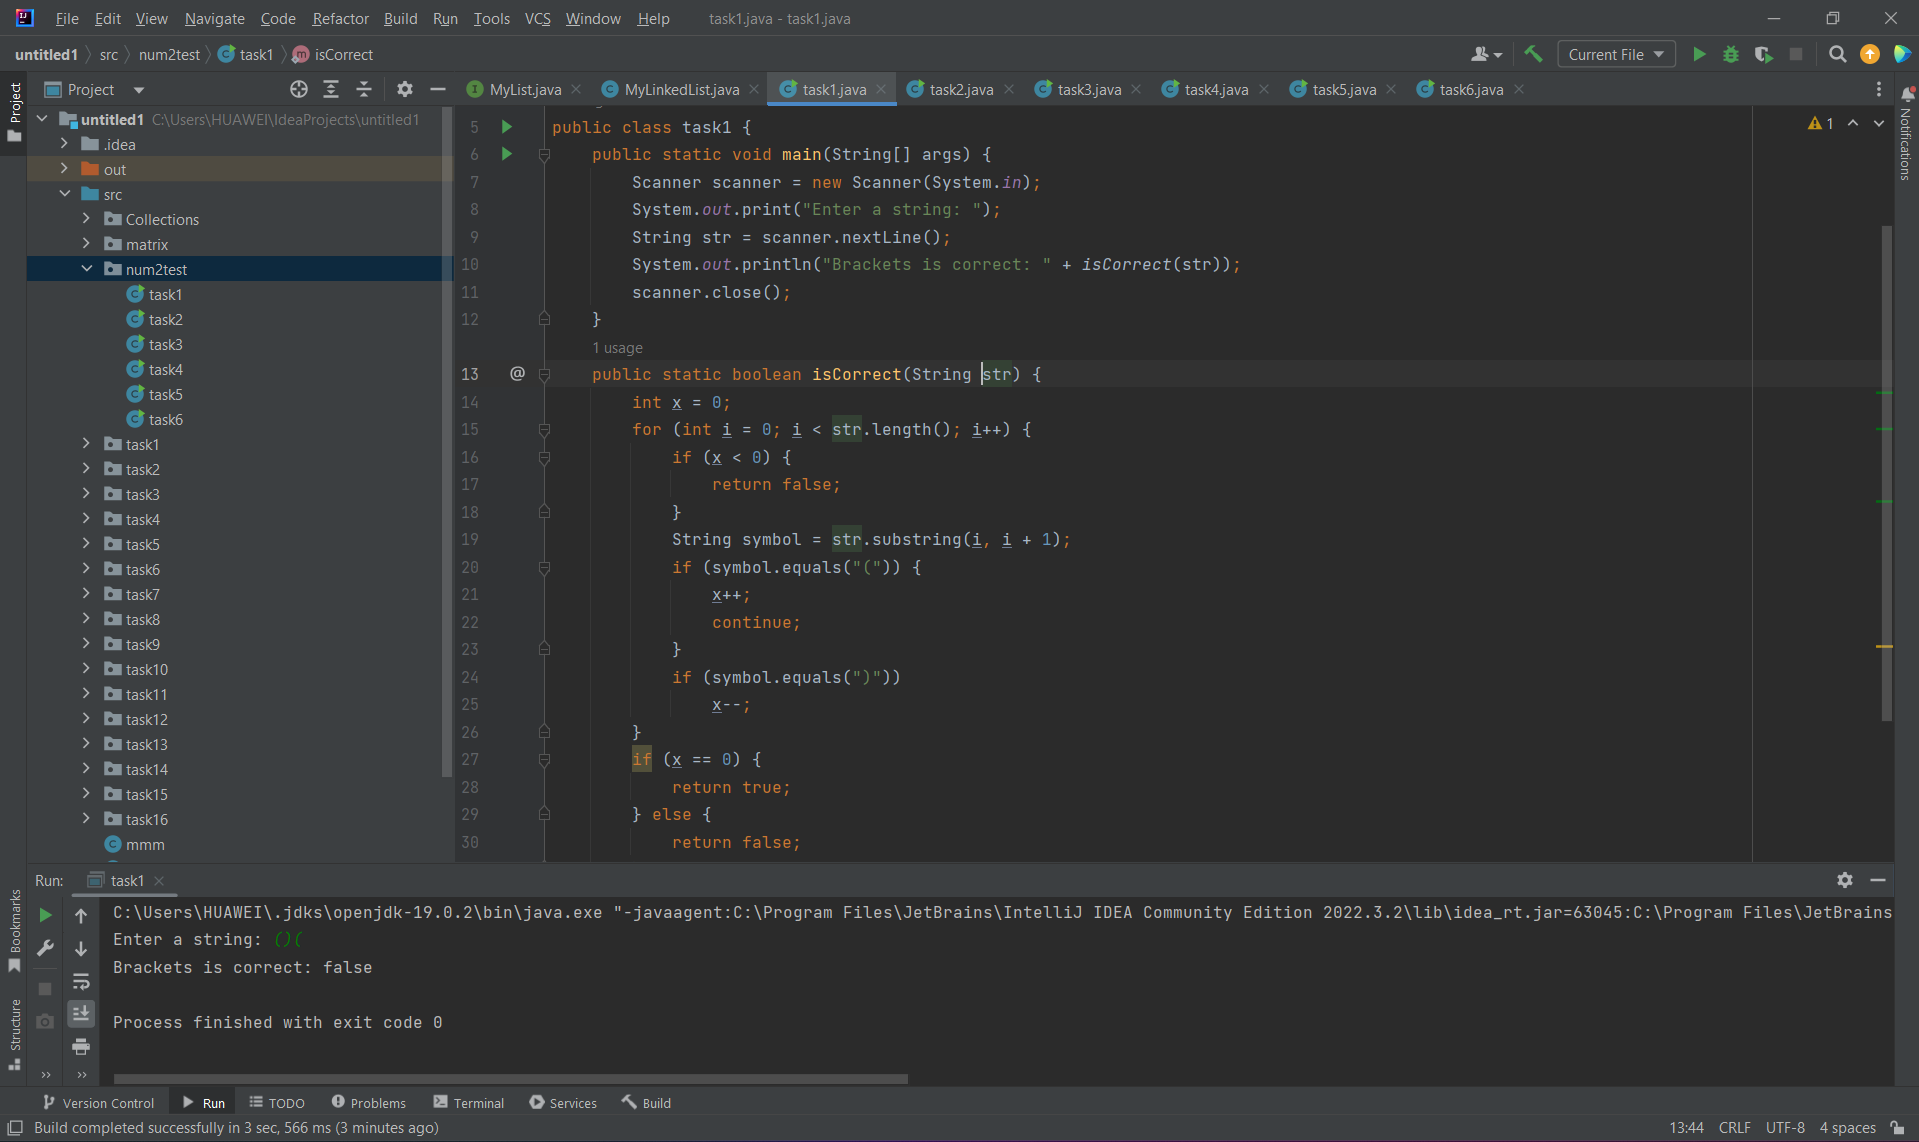 File Edit View Navigate Code Refactor Build Run Tools VCS Window Help task1.java - task1.java
untitled1 src num2test task1 isCorrect Current File
Project MyList.java MyLinkedList.java task1.java task2.java task3.java task4.java task5.java task6.java
Project
Notifications
untitled1 C:\Users\HUAWEI\IdeaProjects\untitled1
.idea
out
src
Collections
matrix
num2test
task1
task2
task3
task4
task5
task6
task1
task2
task3
task4
task5
task6
task7
task8
task9
task10
task11
task12
task13
task14
task15
task16
mmm
1
5 public class task1 {
6 public static void main(String[] args) {
7 Scanner scanner = new Scanner(System.in);
8 System.out.print("Enter a string: ");
9 String str = scanner.nextLine();
10 System.out.println("Brackets is correct: " + isCorrect(str));
11 scanner.close();
12 }
1 usage
13 @ public static boolean isCorrect(String str) {
14 int x = 0;
15 for (int i = 0; i < str.length(); i++) {
16 if (x < 0) {
17 return false;
18 }
19 String symbol = str.substring(i, i + 1);
20 if (symbol.equals("(")) {
21 x++;
22 continue;
23 }
24 if (symbol.equals(")"))
25 x--;
26 }
27 if (x == 0) {
28 return true;
29 } else {
30 return false;
Run: task1
Bookmarks
Structure
C:\Users\HUAWEI\.jdks\openjdk-19.0.2\bin\java.exe "-javaagent:C:\Program Files\JetBrains\IntelliJ IDEA Community Edition 2022.3.2\lib\idea_rt.jar=63045:C:\Program Files\JetBrains
Enter a string: ()(
Brackets is correct: false
Process finished with exit code 0
Version Control Run TODO Problems Terminal Services Build
Build completed successfully in 3 sec, 566 ms (3 minutes ago) 13:44 CRLF UTF-8 4 spaces